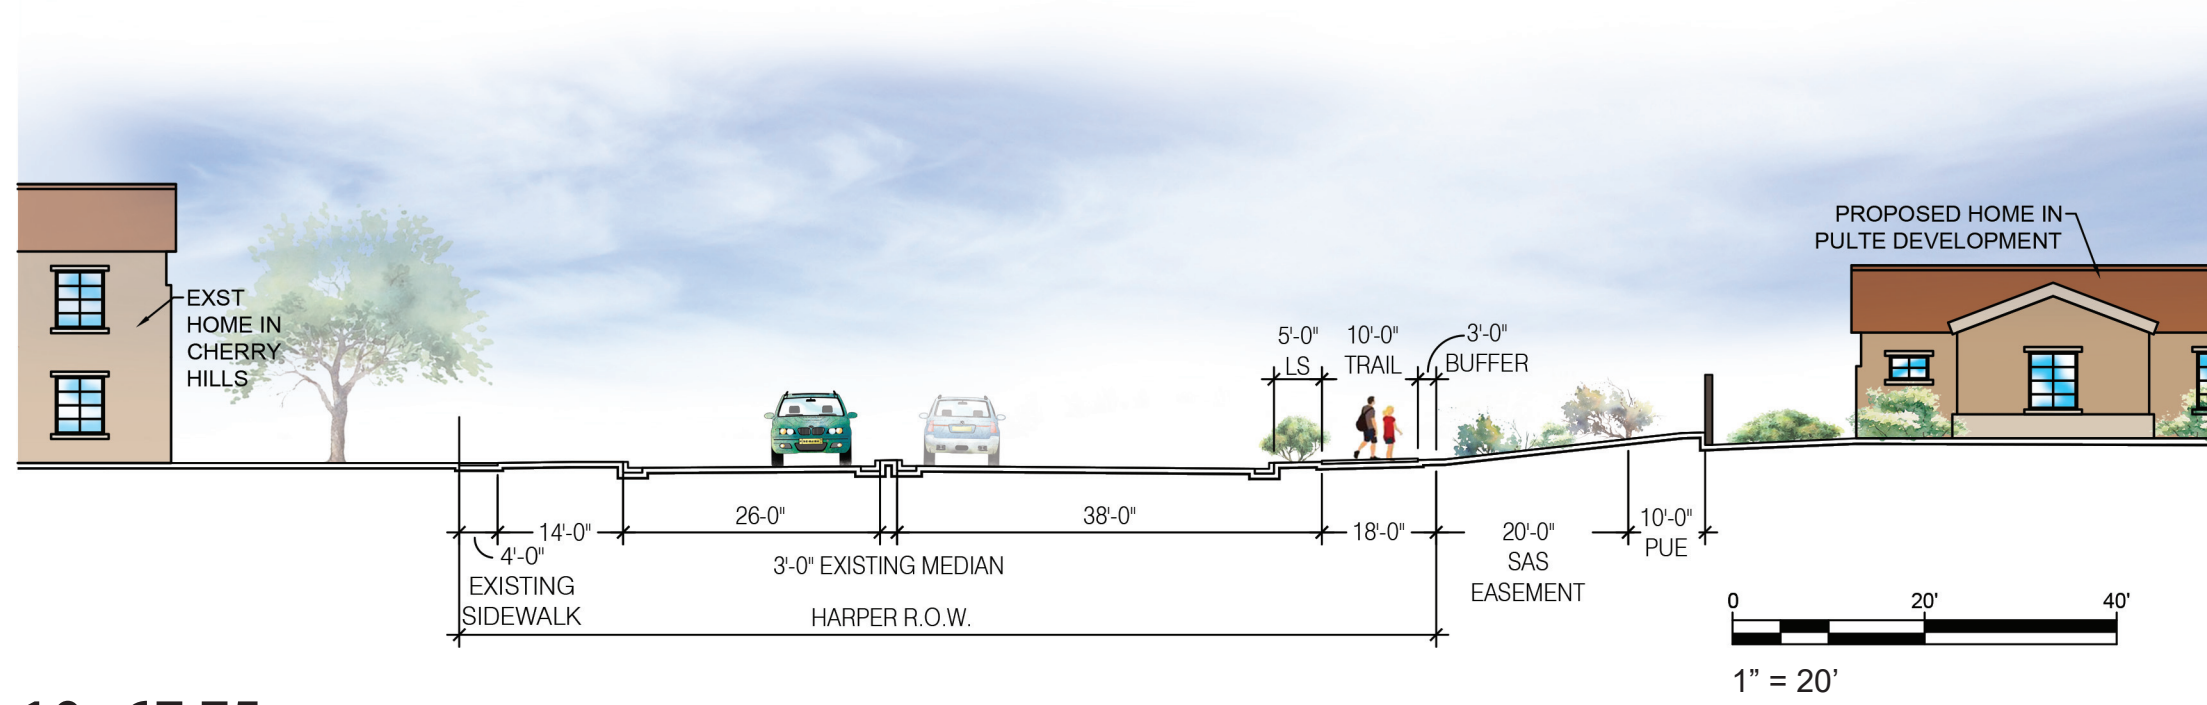 PROPOSED HOME IN
PULTE DEVELOPMENT
EXST
HOME IN
CHERRY
HILLS
5'-0"
LS
10'-0"
TRAIL
3'-0"
BUFFER
14'-0"
26-0"
38'-0"
18'-0"
20'-0"
SAS
EASEMENT
10'-0"
PUE
4'-0"
EXISTING
SIDEWALK
3'-0" EXISTING MEDIAN
HARPER R.O.W.
0 20' 40'
1” = 20’